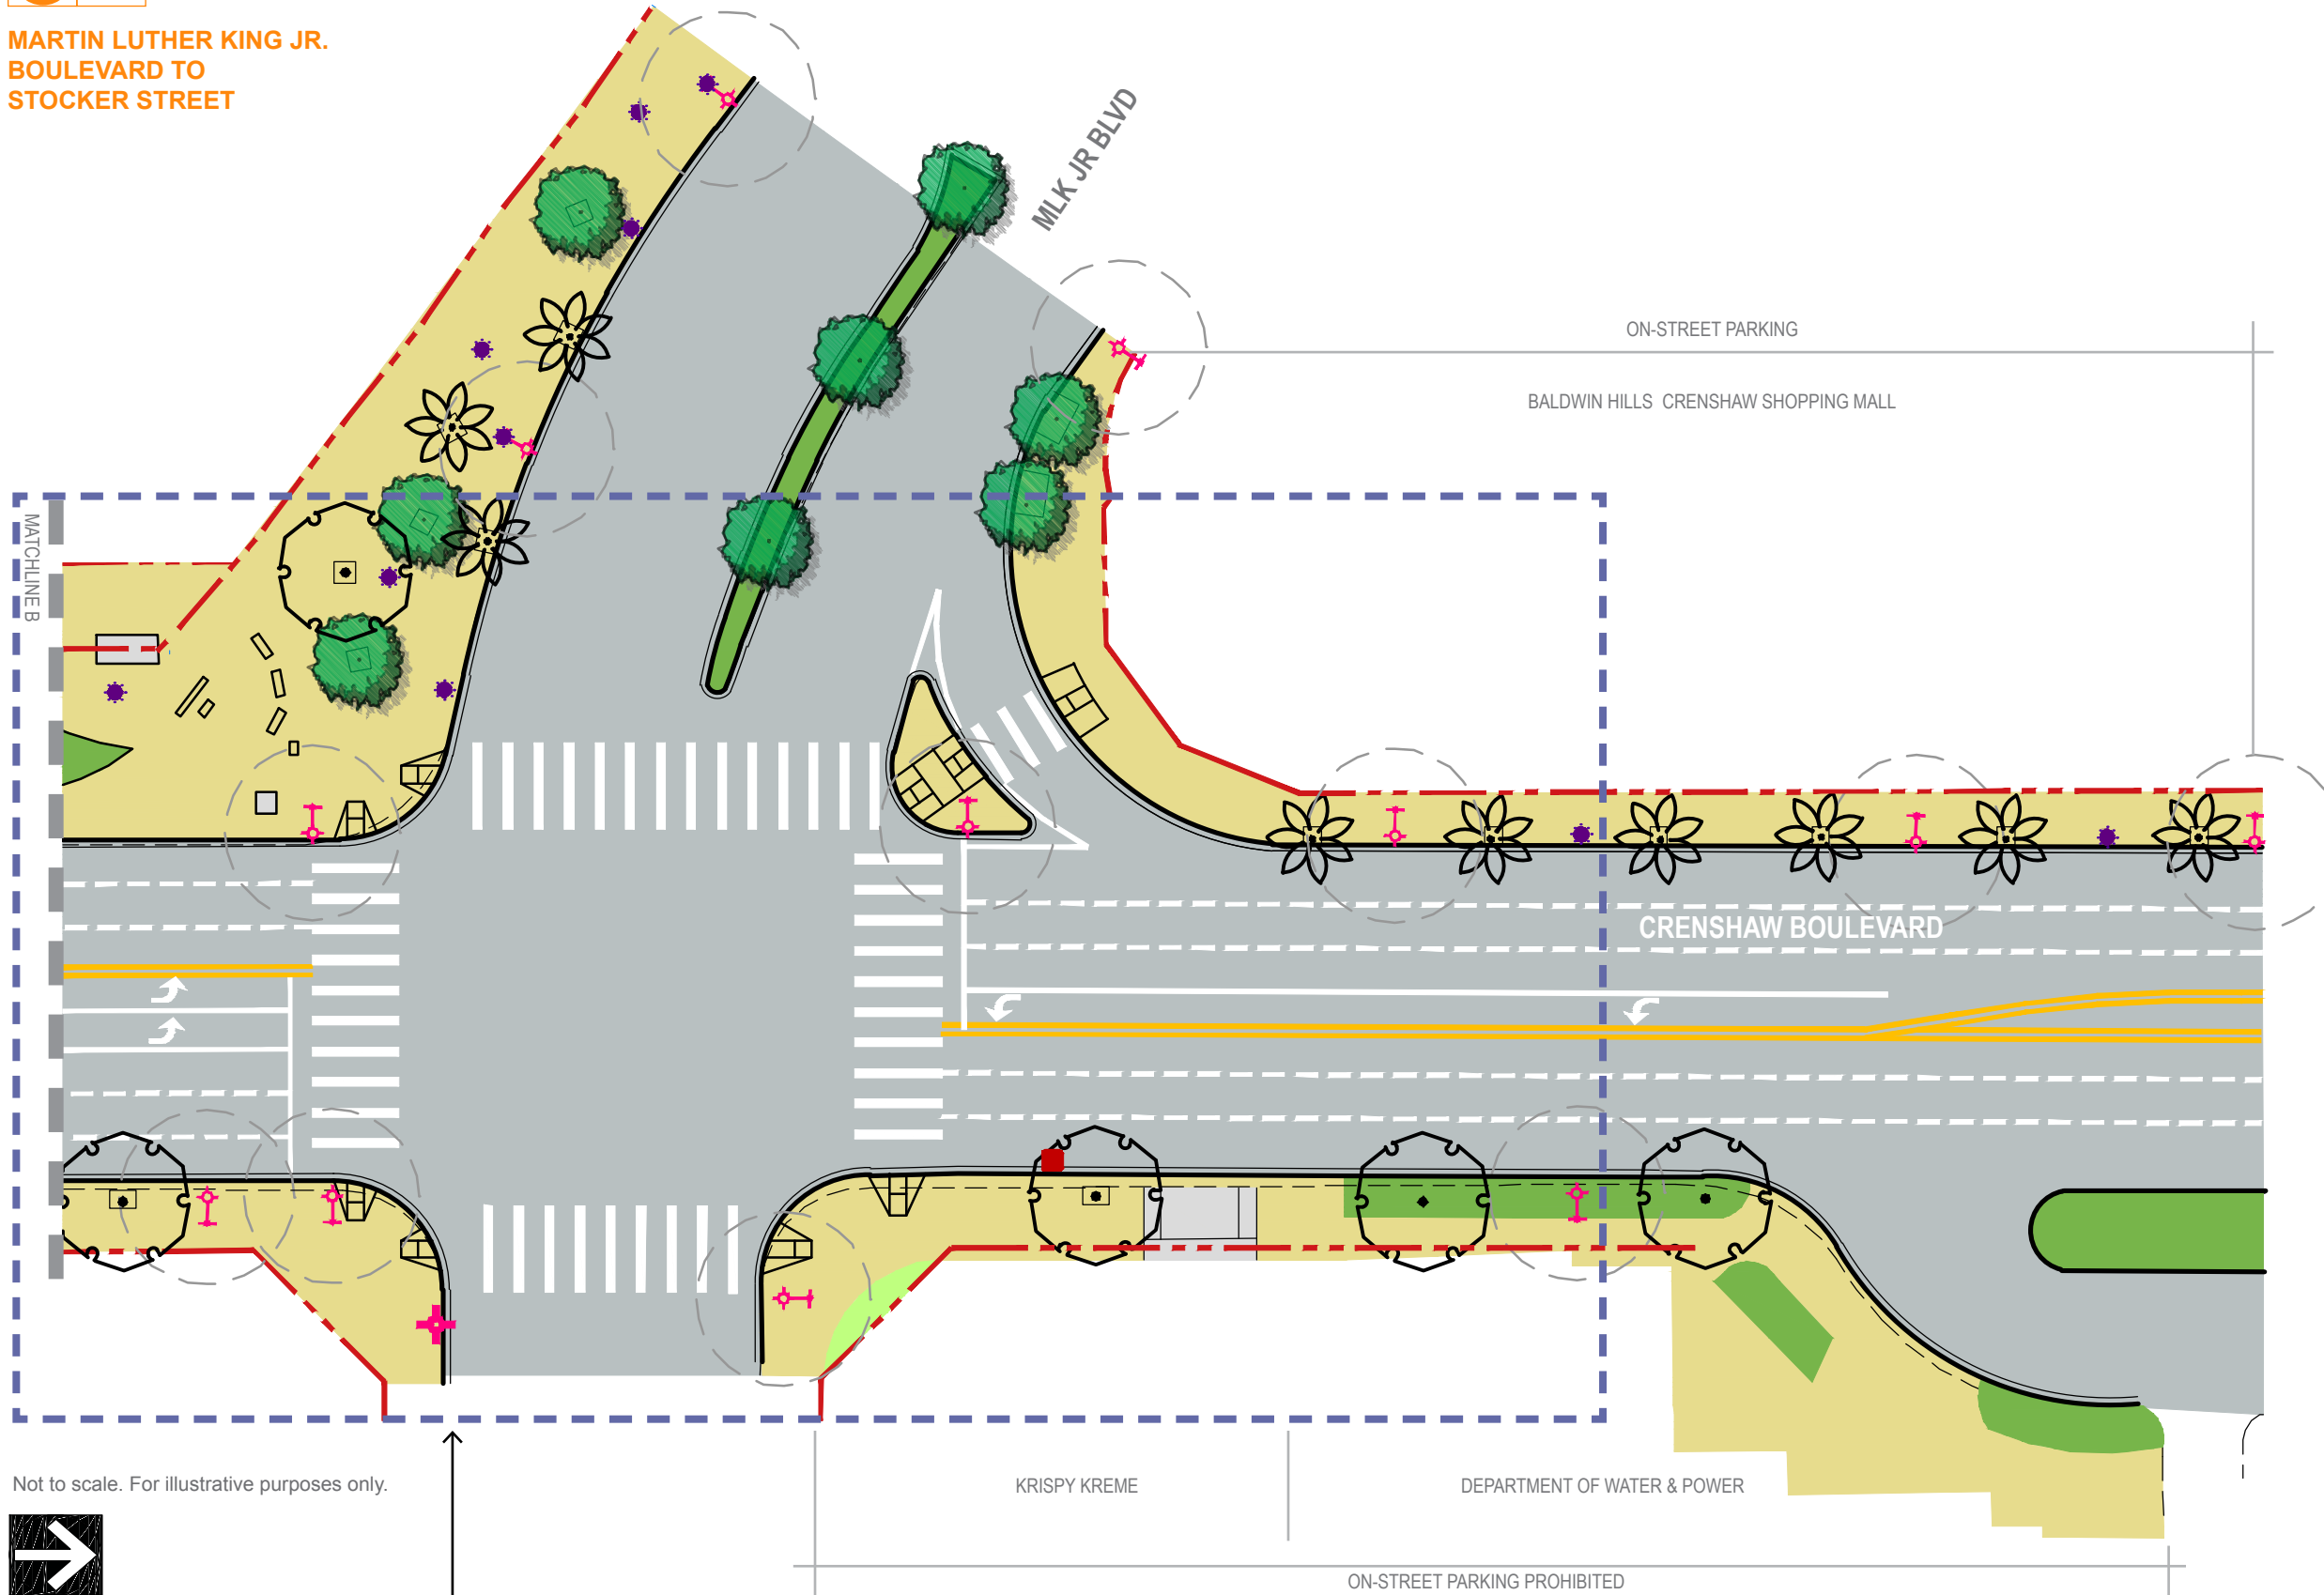 MARTIN LUTHER KING JR.
BOULEVARD TO
STOCKER STREET
MLK JR BLVD
ON-STREET PARKING
BALDWIN HILLS CRENSHAW SHOPPING MALL
MATCHLINE B
CRENSHAW BOULEVARD
Not to scale. For illustrative purposes only.
KRISPY KREME
DEPARTMENT OF WATER & POWER
ON-STREET PARKING PROHIBITED